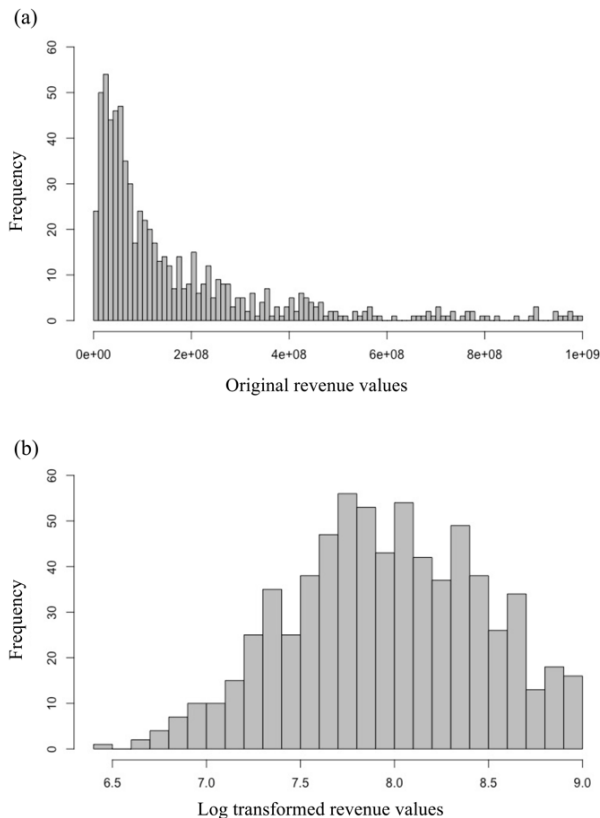 (a)
60
50
40
30
20
10
0
Frequency
0e+00 2e+08 4e+08 6e+08 8e+08 1e+09
Original revenue values
(b)
60
50
40
30
20
10
0
Frequency
6.5 7.0 7.5 8.0 8.5 9.0
Log transformed revenue values